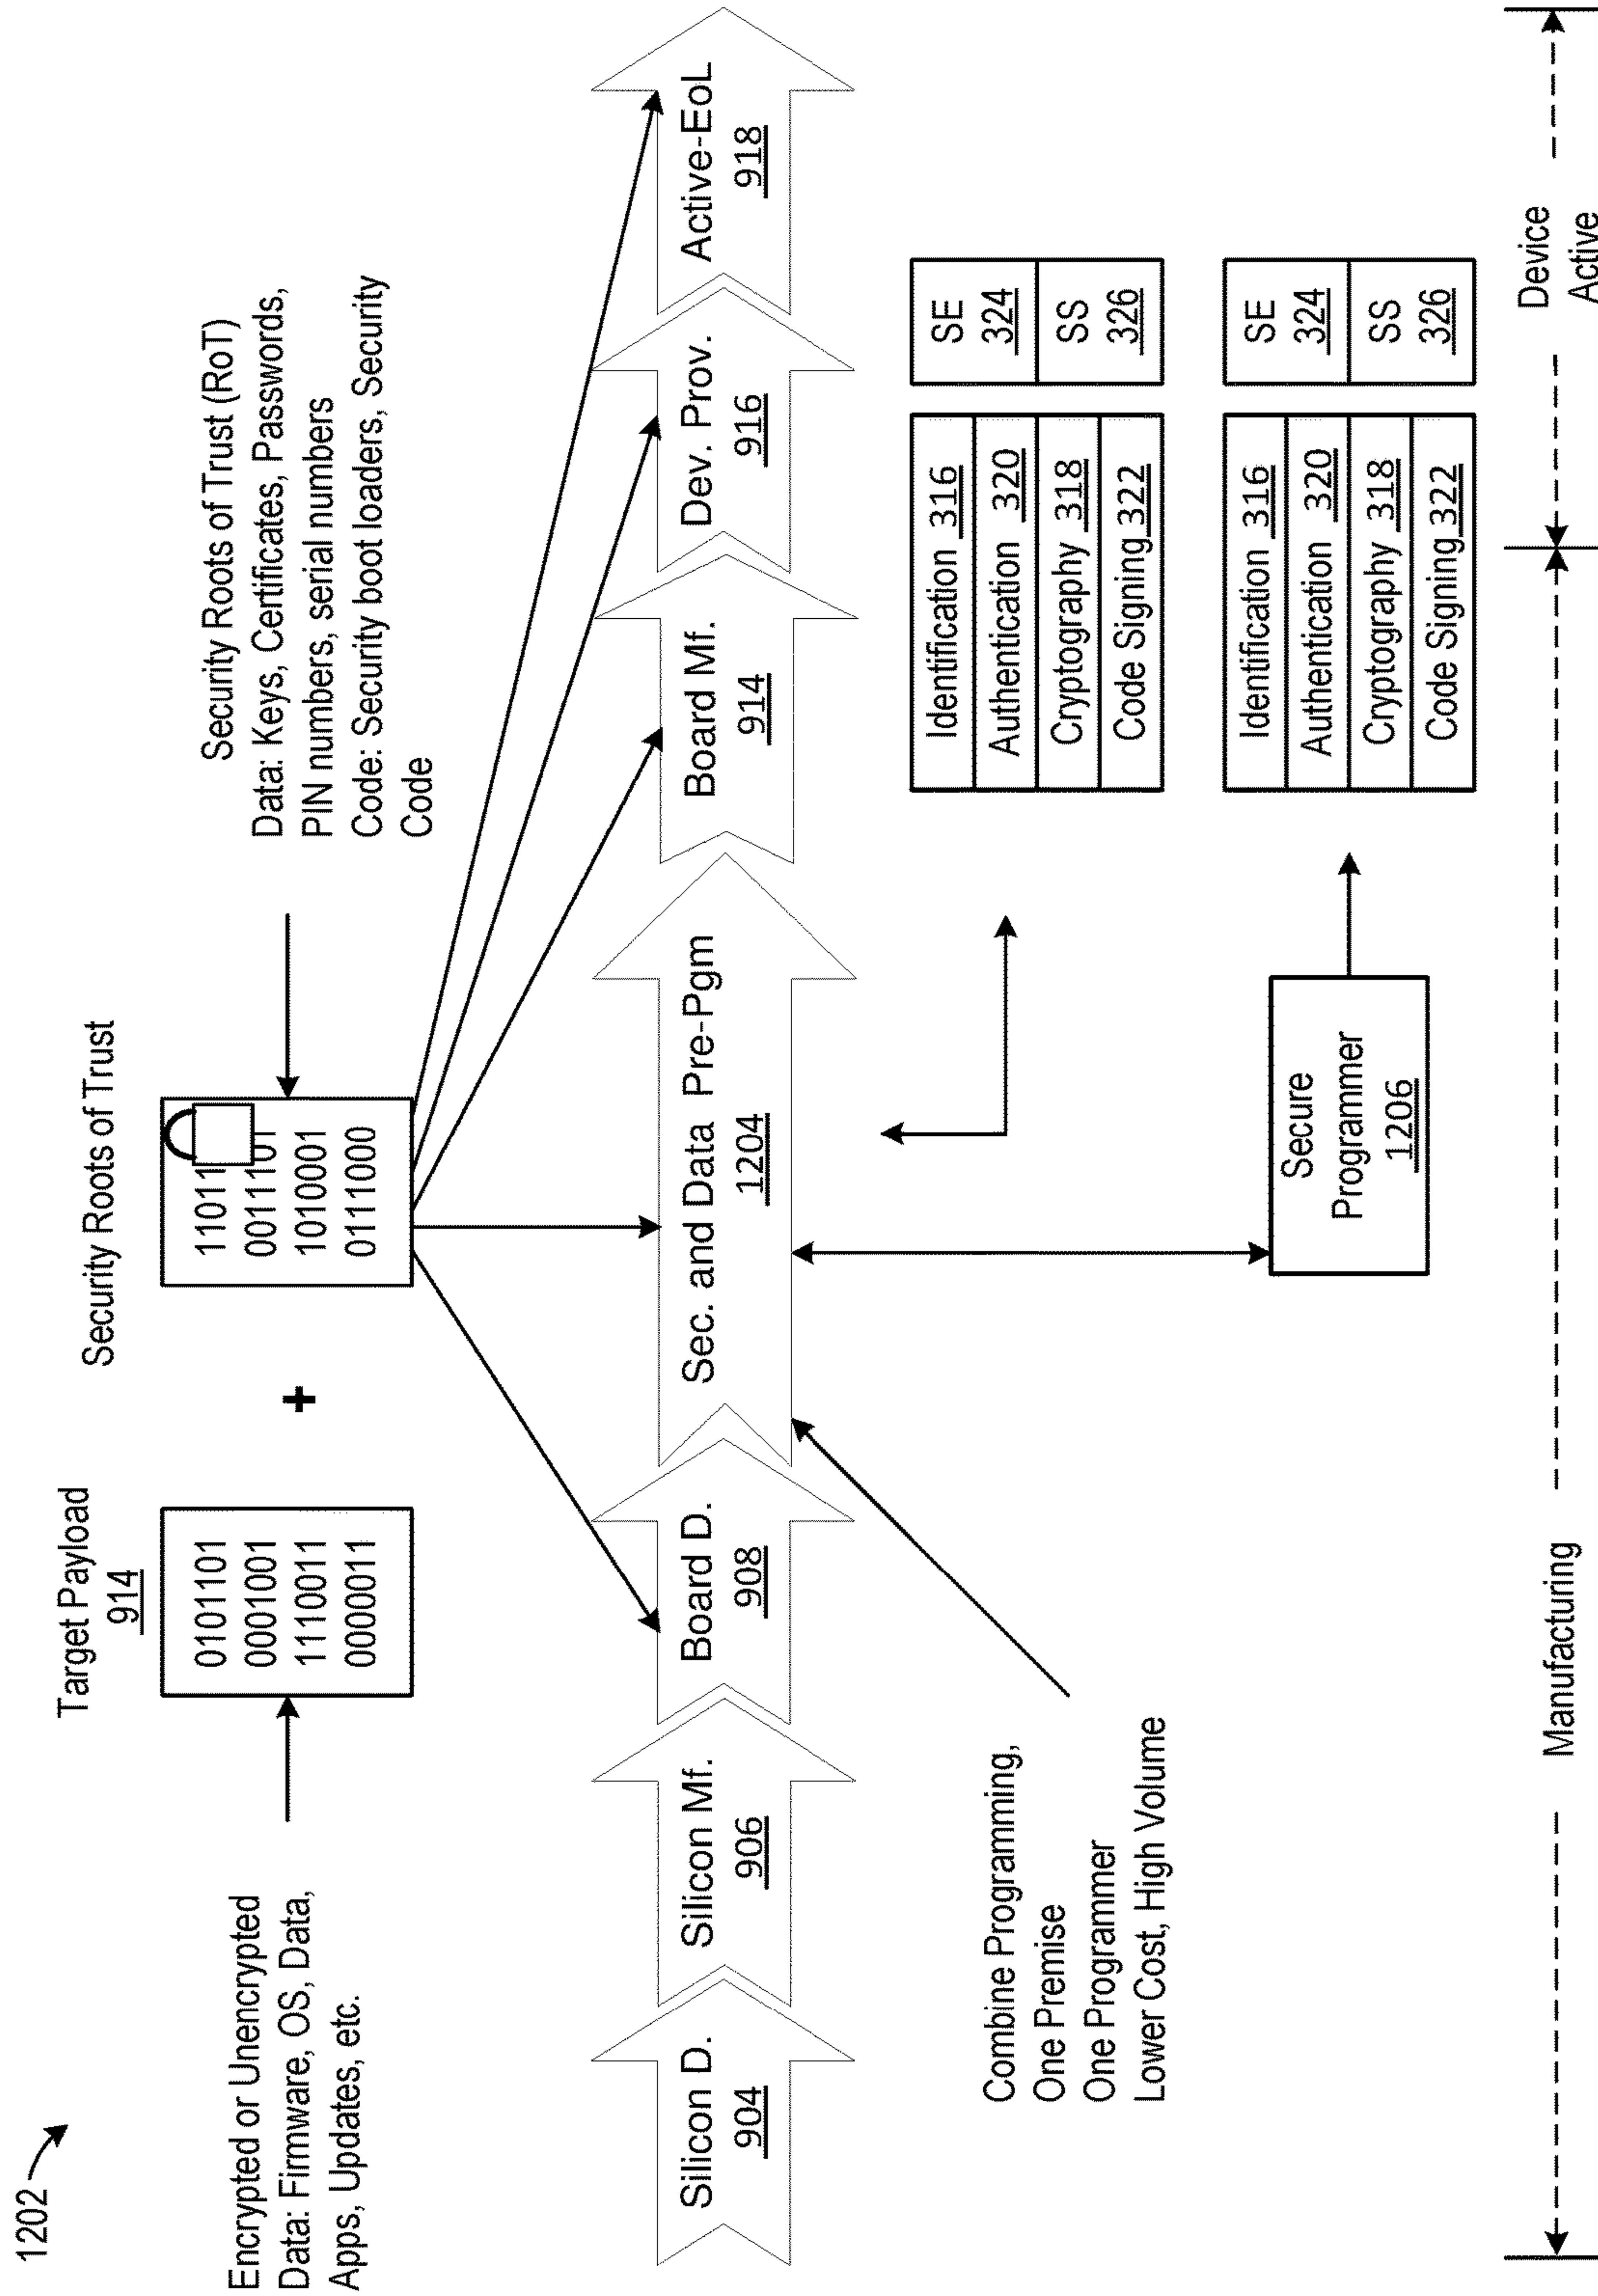 1202
Encrypted or Unencrypted
Data: Firmware, OS, Data,
Apps, Updates, etc.
Target Payload
914
0101101
0001001
1110011
0000011
+
Security Roots of Trust
11011
0011101
1010001
0111000
Security Roots of Trust (RoT)
Data: Keys, Certificates, Passwords,
PIN numbers, serial numbers
Code: Security boot loaders, Security
Code
Silicon D.
904
Silicon Mf.
906
Board D.
908
Sec. and Data Pre-Pgm
1204
Board Mf.
914
Dev. Prov.
916
Active-EoL
918
Combine Programming,
One Premise
One Programmer
Lower Cost, High Volume
Secure
Programmer
1206
Identification 316
Authentication 320
Cryptography 318
Code Signing 322
SE
324
SS
326
Identification 316
Authentication 320
Cryptography 318
Code Signing 322
SE
324
SS
326
Manufacturing
Device
Active